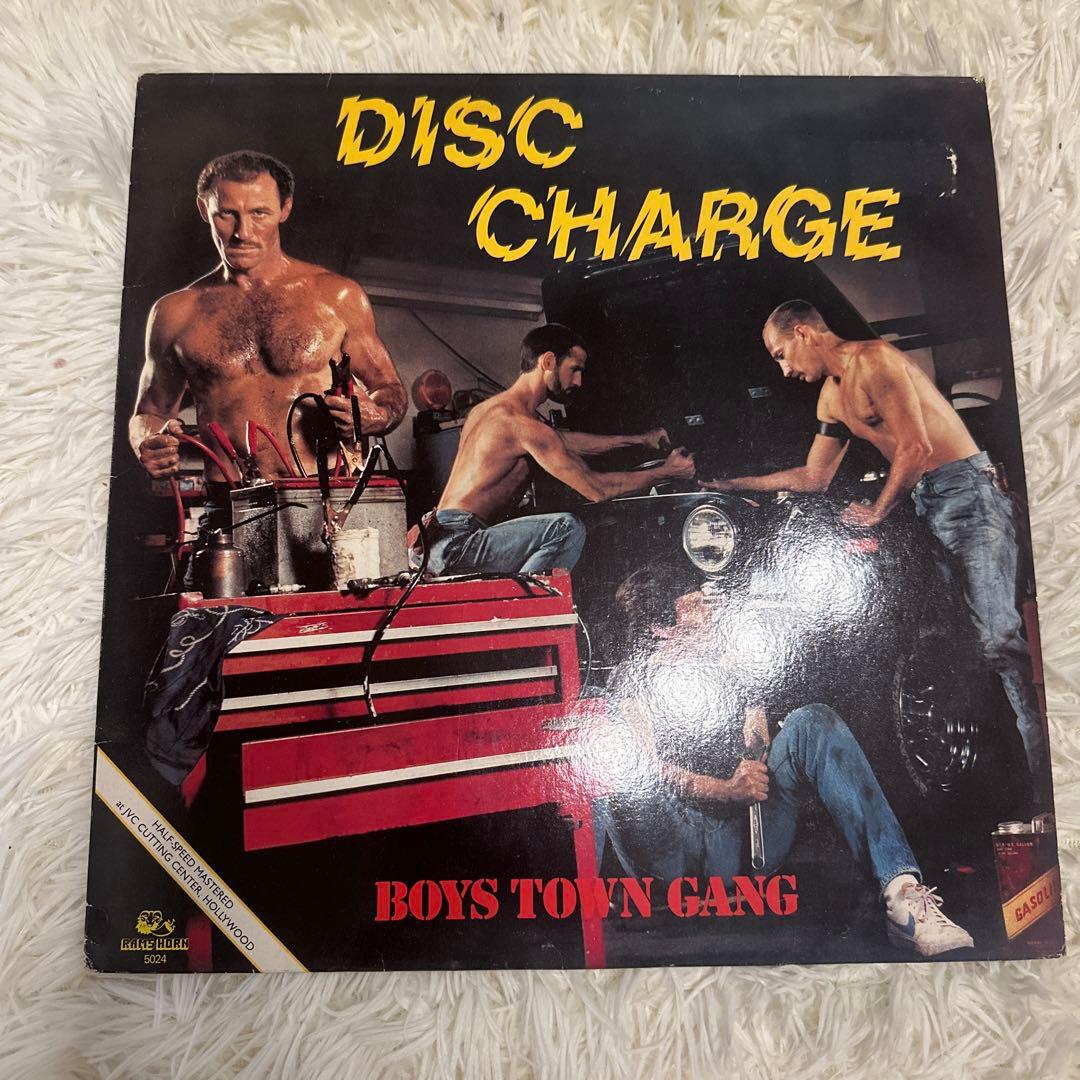 DISC
CHARGE
BOYS TOWN GANG
HALF-SPEED MASTERED
at JVC CUTTING CENTER, HOLLYWOOD
RAMS HORN
5024